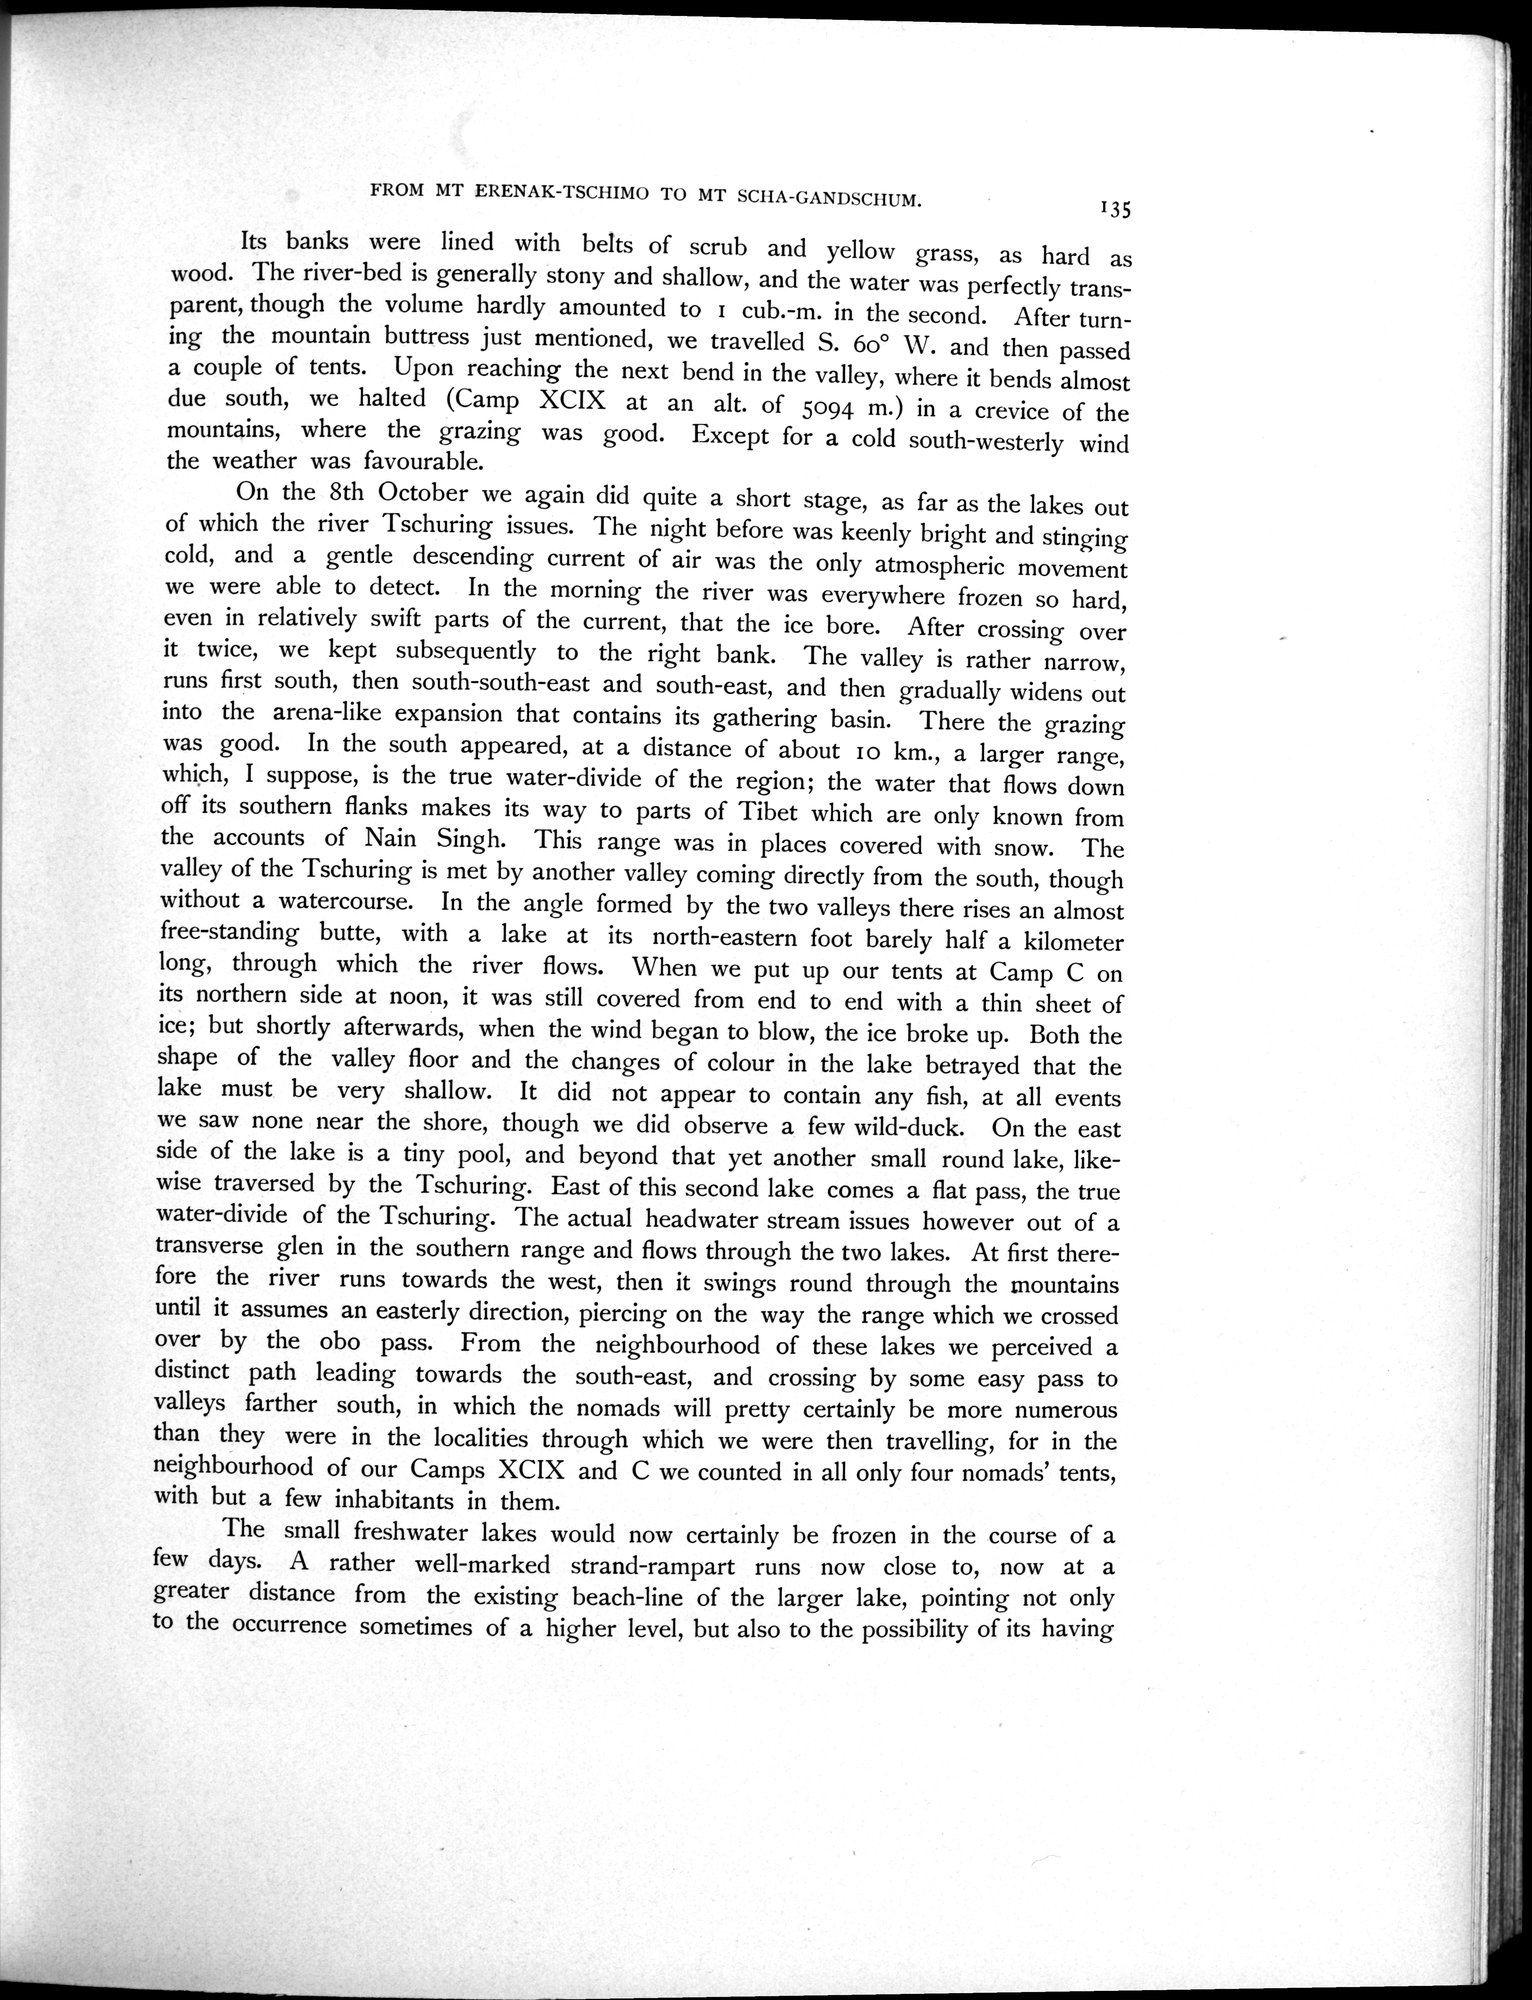 FROM MT ERENAK-TSCHIMO TO MT SCHA-GANDSCHUM.
135
Its banks were lined with belts of scrub and yellow grass, as hard as
wood. The river-bed is generally stony and shallow, and the water was perfectly trans-
parent, though the volume hardly amounted to 1 cub.-m. in the second. After turn-
ing the mountain buttress just mentioned, we travelled S. 60° W. and then passed
a couple of tents. Upon reaching the next bend in the valley, where it bends almost
due south, we halted (Camp XCIX at an alt. of 5094 m.) in a crevice of the
mountains, where the grazing was good. Except for a cold south-westerly wind
the weather was favourable.
On the 8th October we again did quite a short stage, as far as the lakes out
of which the river Tschuring issues. The night before was keenly bright and stinging
cold, and a gentle descending current of air was the only atmospheric movement
we were able to detect. In the morning the river was everywhere frozen so hard,
even in relatively swift parts of the current, that the ice bore. After crossing over
it twice, we kept subsequently to the right bank. The valley is rather narrow,
runs first south, then south-south-east and south-east, and then gradually widens out
into the arena-like expansion that contains its gathering basin. There the grazing
was good. In the south appeared, at a distance of about 10 km., a larger range,
which, I suppose, is the true water-divide of the region; the water that flows down
off its southern flanks makes its way to parts of Tibet which are only known from
the accounts of Nain Singh. This range was in places covered with snow. The
valley of the Tschuring is met by another valley coming directly from the south, though
without a watercourse. In the angle formed by the two valleys there rises an almost
free-standing butte, with a lake at its north-eastern foot barely half a kilometer
long, through which the river flows. When we put up our tents at Camp C on
its northern side at noon, it was still covered from end to end with a thin sheet of
ice; but shortly afterwards, when the wind began to blow, the ice broke up. Both the
shape of the valley floor and the changes of colour in the lake betrayed that the
lake must be very shallow. It did not appear to contain any fish, at all events
we saw none near the shore, though we did observe a few wild-duck. On the east
side of the lake is a tiny pool, and beyond that yet another small round lake, like-
wise traversed by the Tschuring. East of this second lake comes a flat pass, the true
water-divide of the Tschuring. The actual headwater stream issues however out of a
transverse glen in the southern range and flows through the two lakes. At first there-
fore the river runs towards the west, then it swings round through the mountains
until it assumes an easterly direction, piercing on the way the range which we crossed
over by the obo pass. From the neighbourhood of these lakes we perceived a
distinct path leading towards the south-east, and crossing by some easy pass to
valleys farther south, in which the nomads will pretty certainly be more numerous
than they were in the localities through which we were then travelling, for in the
neighbourhood of our Camps XCIX and C we counted in all only four nomads' tents,
with but a few inhabitants in them.
The small freshwater lakes would now certainly be frozen in the course of a
few days. A rather well-marked strand-rampart runs now close to, now at a
greater distance from the existing beach-line of the larger lake, pointing not only
to the occurrence sometimes of a higher level, but also to the possibility of its having